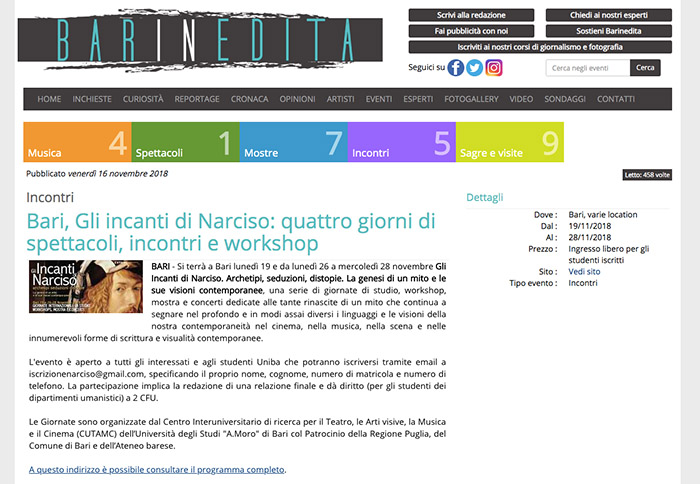 BARINEDITA
Scrivi alla redazione
Chiedi ai nostri esperti
Fai pubblicità con noi
Sostieni Barinedita
Iscriviti ai nostri corsi di giornalismo e fotografia
Seguici su
Cerca negli eventi
Cerca
HOME INCHIESTE CURIOSITÀ REPORTAGE CRONACA OPINIONI ARTISTI EVENTI ESPERTI FOTOGALLERY VIDEO SONDAGGI CONTATTI
Musica 4
Spettacoli 1
Mostre 7
Incontri 5
Sagre e visite 9
Pubblicato venerdì 16 novembre 2018
Letto: 458 volte
Incontri
Bari, Gli incanti di Narciso: quattro giorni di
spettacoli, incontri e workshop
Gli Incanti
Narciso
BARI - Si terrà a Bari lunedì 19 e da lunedì 26 a mercoledì 28 novembre Gli
Incanti di Narciso. Archetipi, seduzioni, distopie. La genesi di un mito e le
sue visioni contemporanee, una serie di giornate di studio, workshop,
mostra e concerti dedicate alle tante rinascite di un mito che continua a
segnare nel profondo e in modi assai diversi i linguaggi e le visioni della
nostra contemporaneità nel cinema, nella musica, nella scena e nelle
innumerevoli forme di scrittura e visualità contemporanee.
L'evento è aperto a tutti gli interessati e agli studenti Uniba che potranno iscriversi tramite email a
iscrizionenarciso@gmail.com, specificando il proprio nome, cognome, numero di matricola e numero di
telefono. La partecipazione implica la redazione di una relazione finale e dà diritto (per gli studenti dei
dipartimenti umanistici) a 2 CFU.
Le Giornate sono organizzate dal Centro Interuniversitario di ricerca per il Teatro, le Arti visive, la Musica
e il Cinema (CUTAMC) dell'Università degli Studi "A.Moro" di Bari col Patrocinio della Regione Puglia, del
Comune di Bari e dell'Ateneo barese.
A questo indirizzo è possibile consultare il programma completo.
Dettagli
Dove : Bari, varie location
Dal : 19/11/2018
Al : 28/11/2018
Prezzo : Ingresso libero per gli
studenti iscritti
Sito : Vedi sito
Tipo evento : Incontri